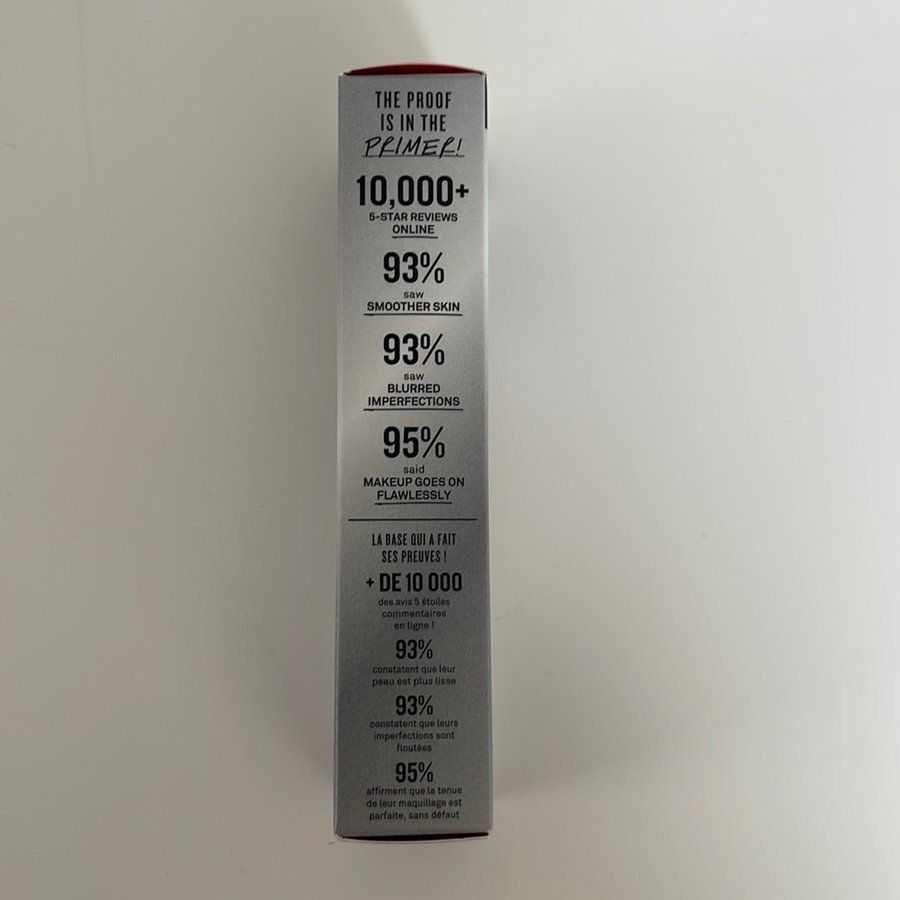 THE PROOF
IS IN THE
PRIMER!
10,000+
5-STAR REVIEWS
ONLINE
93%
saw
SMOOTHER SKIN
93%
saw
BLURRED
IMPERFECTIONS
95%
said
MAKEUP GOES ON
FLAWLESSLY
LA BASE QUI A FAIT
SES PREUVES !
+ DE 10 000
des avis 5 étoiles
commentaires
en ligne !
93%
constatent que leur
peau est plus lisse
93%
constatent que leurs
imperfections sont
floutées
95%
affirment que la tenue
de leur maquillage est
parfaite, sans défaut